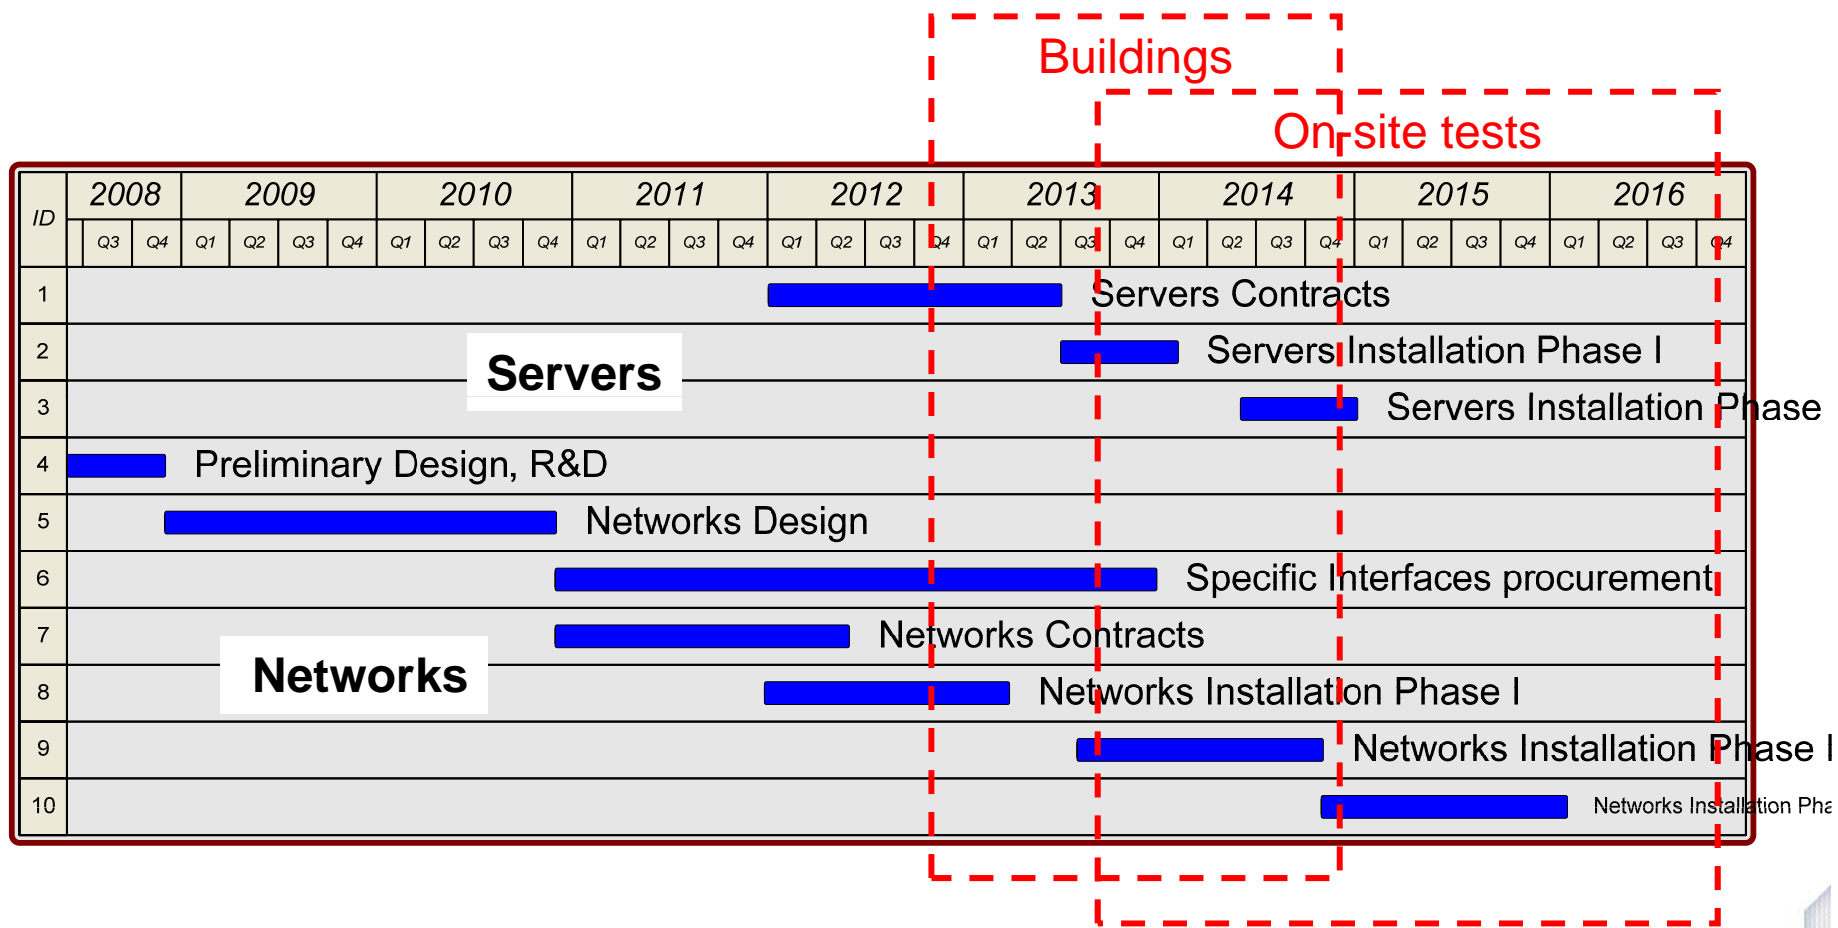 Buildings
On-site tests
ID 2008 2009 2010 2011 2012 2013 2014 2015 2016
Q3 Q4 Q1 Q2 Q3 Q4 Q1 Q2 Q3 Q4 Q1 Q2 Q3 Q4 Q1 Q2 Q3 Q4 Q1 Q2 Q3 Q4 Q1 Q2 Q3 Q4 Q1 Q2 Q3 Q4 Q1 Q2 Q3 Q4
1 Servers Contracts
2 Servers Installation Phase I
Servers
3 Servers Installation Phase
4 Preliminary Design, R&D
5 Networks Design
6 Specific Interfaces procurement
7 Networks Contracts
Networks
8 Networks Installation Phase I
9 Networks Installation Phase I
10 Networks Installation Pha